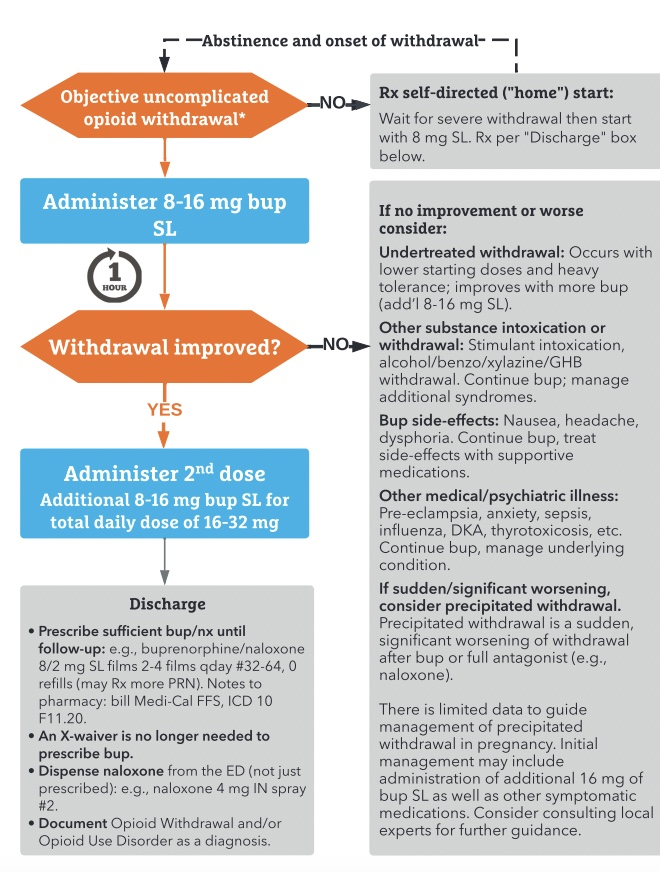 Abstinence and onset of withdrawal
Objective uncomplicated
opioid withdrawal*
NO
Rx self-directed ("home") start:
Wait for severe withdrawal then start
with 8 mg SL. Rx per "Discharge" box
below.
Administer 8-16 mg bup
SL
1
HOUR
Withdrawal improved?
NO
If no improvement or worse
consider:
Undertreated withdrawal: Occurs with
lower starting doses and heavy
tolerance; improves with more bup
(add'l 8-16 mg SL).
Other substance intoxication or
withdrawal: Stimulant intoxication,
alcohol/benzo/xylazine/GHB
withdrawal. Continue bup; manage
additional syndromes.
Bup side-effects: Nausea, headache,
dysphoria. Continue bup, treat
side-effects with supportive
medications.
Other medical/psychiatric illness:
Pre-eclampsia, anxiety, sepsis,
influenza, DKA, thyrotoxicosis, etc.
Continue bup, manage underlying
condition.
If sudden/significant worsening,
consider precipitated withdrawal.
Precipitated withdrawal is a sudden,
significant worsening of withdrawal
after bup or full antagonist (e.g.,
naloxone).
There is limited data to guide
management of precipitated
withdrawal in pregnancy. Initial
management may include
administration of additional 16 mg of
bup SL as well as other symptomatic
medications. Consider consulting local
experts for further guidance.
YES
Administer 2nd dose
Additional 8-16 mg bup SL for
total daily dose of 16-32 mg
Discharge
• Prescribe sufficient bup/nx until
follow-up: e.g., buprenorphine/naloxone
8/2 mg SL films 2-4 films qday #32-64, 0
refills (may Rx more PRN). Notes to
pharmacy: bill Medi-Cal FFS, ICD 10
F11.20.
• An X-waiver is no longer needed to
prescribe bup.
• Dispense naloxone from the ED (not just
prescribed): e.g., naloxone 4 mg IN spray
#2.
• Document Opioid Withdrawal and/or
Opioid Use Disorder as a diagnosis.